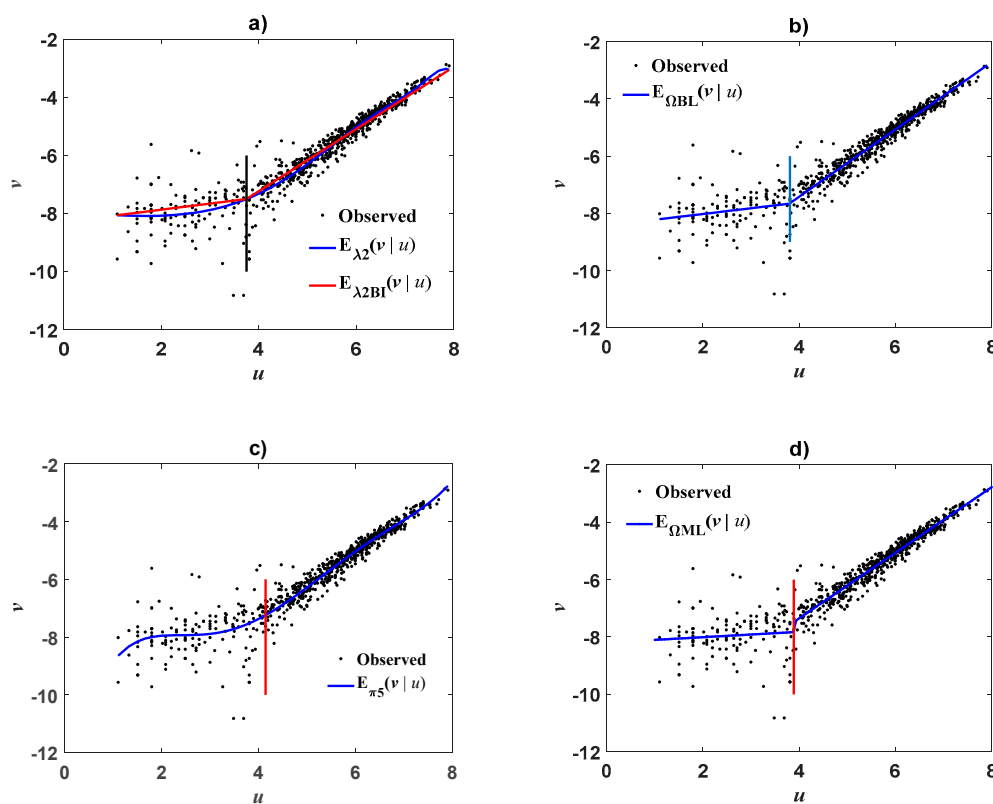 a)
-2
-4
-6
-8
-10
-12
v
Observed
E_λ2(v | u)
E_λ2BI(v | u)
0 2 4 6 8
u
b)
-2
-4
-6
-8
-10
-12
v
Observed
E_ΩBL(v | u)
0 2 4 6 8
u
c)
-2
-4
-6
-8
-10
-12
v
Observed
E_π5(v | u)
0 2 4 6 8
u
d)
-2
-4
-6
-8
-10
-12
v
Observed
E_ΩML(v | u)
0 2 4 6 8
u